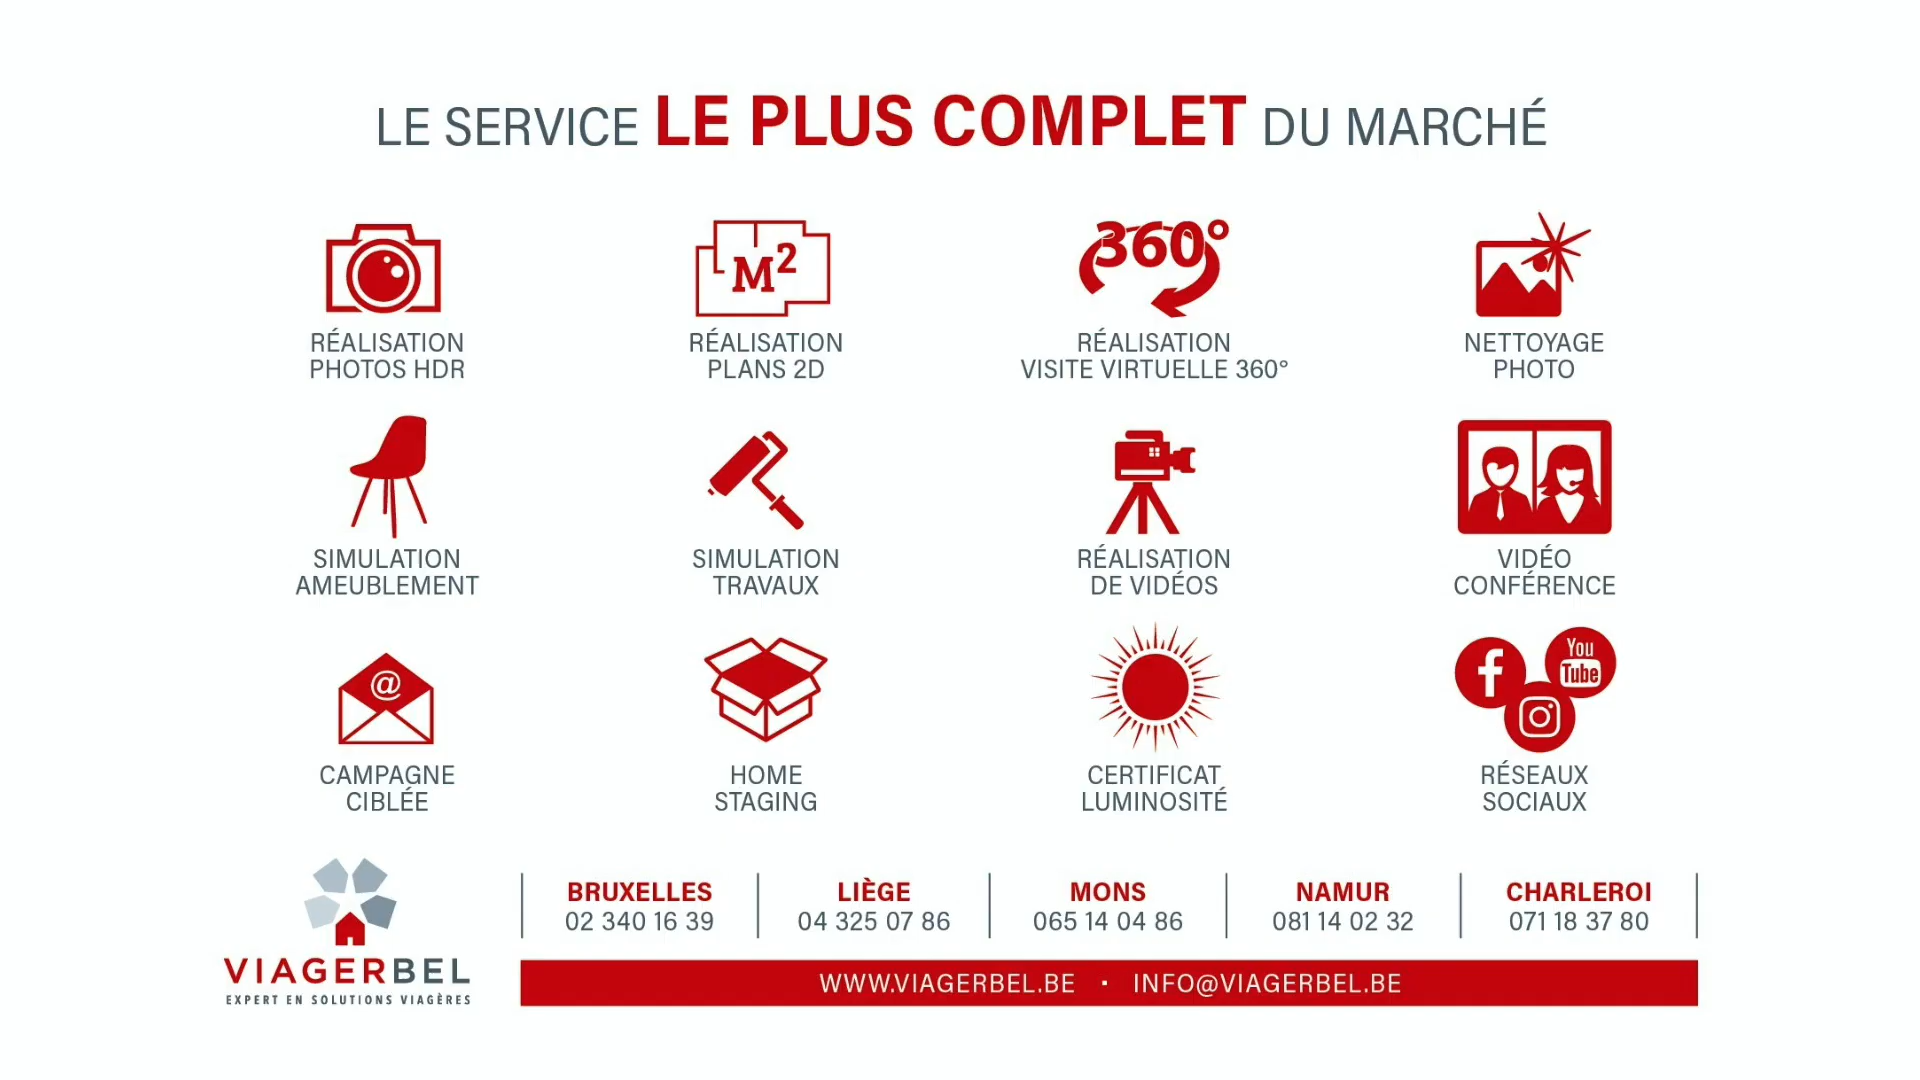 LE SERVICE LE PLUS COMPLET DU MARCHÉ
M²
360°
RÉALISATION
PHOTOS HDR
RÉALISATION
PLANS 2D
RÉALISATION
VISITE VIRTUELLE 360°
NETTOYAGE
PHOTO
SIMULATION
AMEUBLEMENT
SIMULATION
TRAVAUX
RÉALISATION
DE VIDÉOS
VIDÉO
CONFÉRENCE
@
f
You
Tube
CAMPAGNE
CIBLÉE
HOME
STAGING
CERTIFICAT
LUMINOSITÉ
RÉSEAUX
SOCIAUX
VIAGERBEL
EXPERT EN SOLUTIONS VIAGÈRES
BRUXELLES
02 340 16 39
LIÈGE
04 325 07 86
MONS
065 14 04 86
NAMUR
081 14 02 32
CHARLEROI
071 18 37 80
WWW.VIAGERBEL.BE · INFO@VIAGERBEL.BE